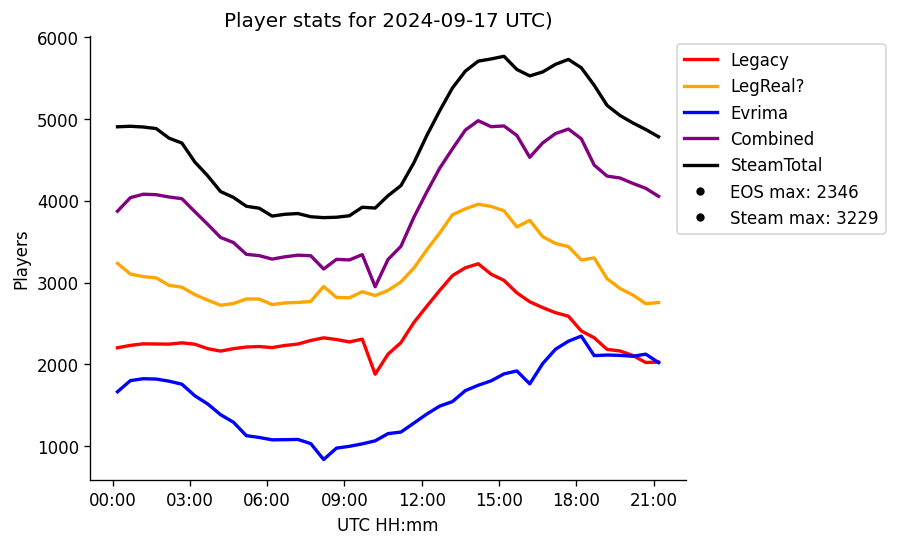 Player stats for 2024-09-17 UTC)
6000
5000
4000
3000
2000
1000
Players
00:00 03:00 06:00 09:00 12:00 15:00 18:00 21:00
UTC HH:mm
Legacy
LegReal?
Evrima
Combined
SteamTotal
EOS max: 2346
Steam max: 3229